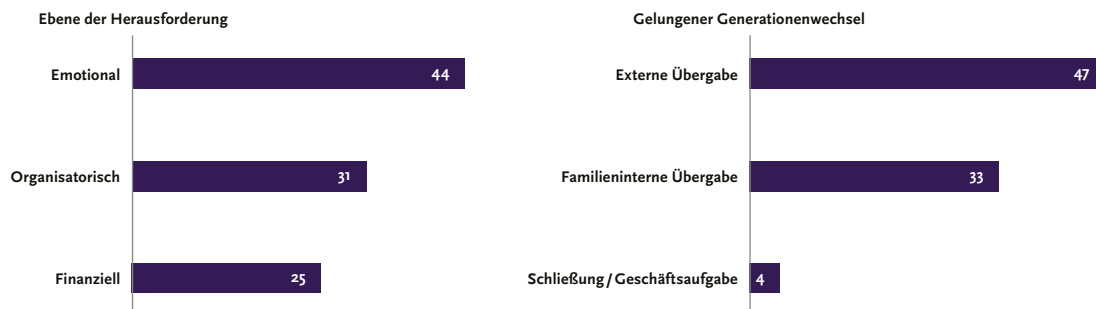 Ebene der Herausforderung
Emotional 44
Organisatorisch 31
Finanziell 25
Gelungener Generationenwechsel
Externe Übergabe 47
Familieninterne Übergabe 33
Schließung / Geschäftsaufgabe 4